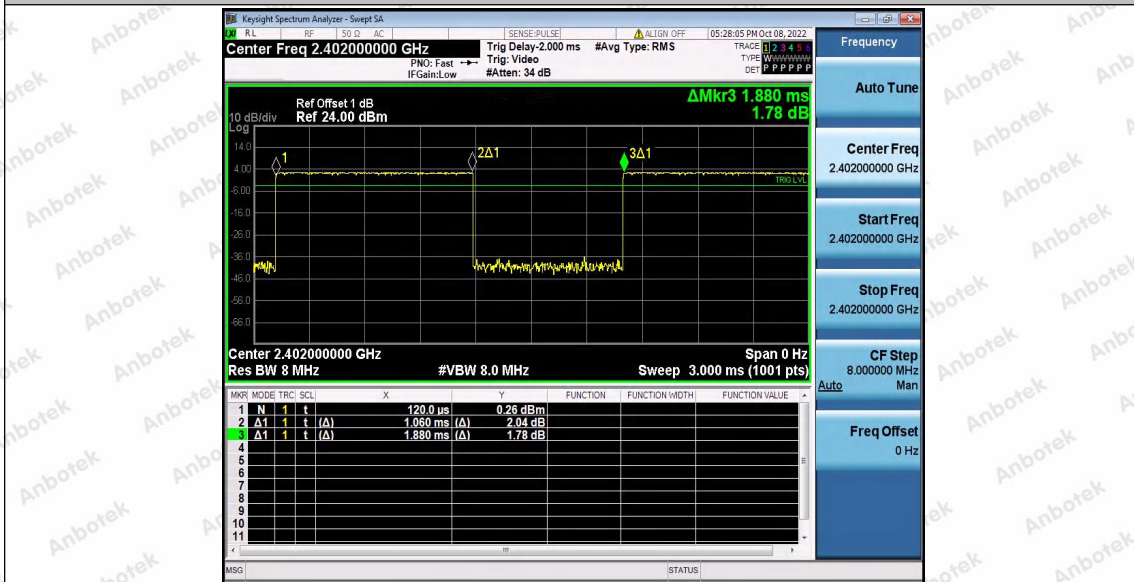 Keysight Spectrum Analyzer - Swept SA
LXI RL RF 50 Ω AC SENSE:PULSE ALIGN OFF 05:28:05 PM Oct 08, 2022
Center Freq 2.402000000 GHz
PNO: Fast
IFGain:Low
Trig Delay-2.000 ms
Trig: Video
#Atten: 34 dB
#Avg Type: RMS
TRACE 1 2 3 4 5 6
TYPE WWWWWW
DET P P P P P P
ΔMkr3 1.880 ms
1.78 dB
Ref Offset 1 dB
10 dB/div Ref 24.00 dBm
Log
14.0
4.00
-6.00
-16.0
-26.0
-36.0
-46.0
-56.0
-66.0
1
2Δ1
3Δ1
TRIG LVL
Center 2.402000000 GHz Span 0 Hz
Res BW 8 MHz #VBW 8.0 MHz Sweep 3.000 ms (1001 pts)
MKR MODE TRC SCL X Y FUNCTION FUNCTION WIDTH FUNCTION VALUE
1 N 1 t 120.0 µs 0.26 dBm
2 Δ1 1 t (Δ) 1.060 ms (Δ) 2.04 dB
3 Δ1 1 t (Δ) 1.880 ms (Δ) 1.78 dB
4
5
6
7
8
9
10
11
MSG STATUS
Frequency
Auto Tune
Center Freq
2.402000000 GHz
Start Freq
2.402000000 GHz
Stop Freq
2.402000000 GHz
CF Step
8.000000 MHz
Auto Man
Freq Offset
0 Hz
Anbotek